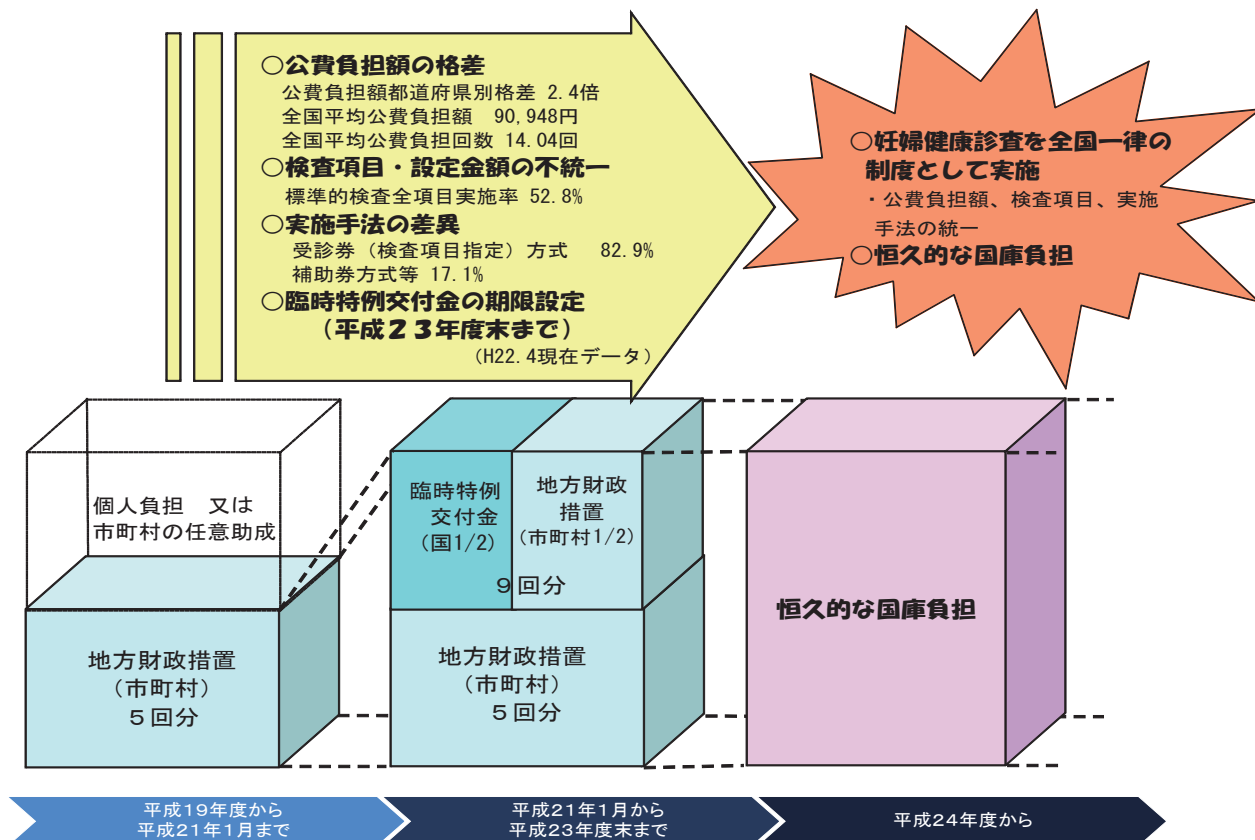 ○公費負担額の格差
公費負担額都道府県別格差 2.4倍
全国平均公費負担額 90,948円
全国平均公費負担回数 14.04回
○検査項目・設定金額の不統一
標準的検査全項目実施率 52.8%
○実施手法の差異
受診券（検査項目指定）方式 82.9%
補助券方式等 17.1%
○臨時特例交付金の期限設定
（平成２３年度末まで）
（H22.4現在データ）
○妊婦健康診査を全国一律の
制度として実施
・公費負担額、検査項目、実施
手法の統一
○恒久的な国庫負担
個人負担 又は
市町村の任意助成
地方財政措置
（市町村）
５回分
臨時特例
交付金
(国1/2)
地方財政
措置
(市町村1/2)
９回分
地方財政措置
（市町村）
５回分
恒久的な国庫負担
平成19年度から
平成21年１月まで
平成21年１月から
平成23年度末まで
平成24年度から